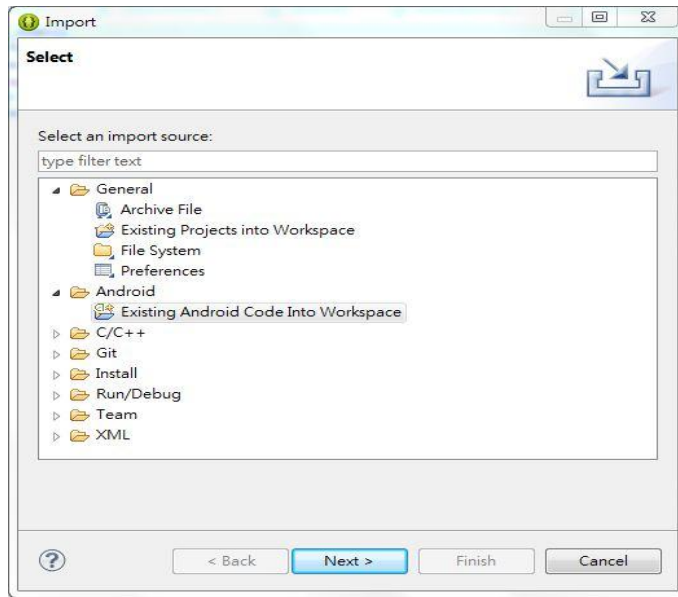 Import
Select
Select an import source:
type filter text
General
Archive File
Existing Projects into Workspace
File System
Preferences
Android
Existing Android Code Into Workspace
C/C++
Git
Install
Run/Debug
Team
XML
? < Back Next > Finish Cancel